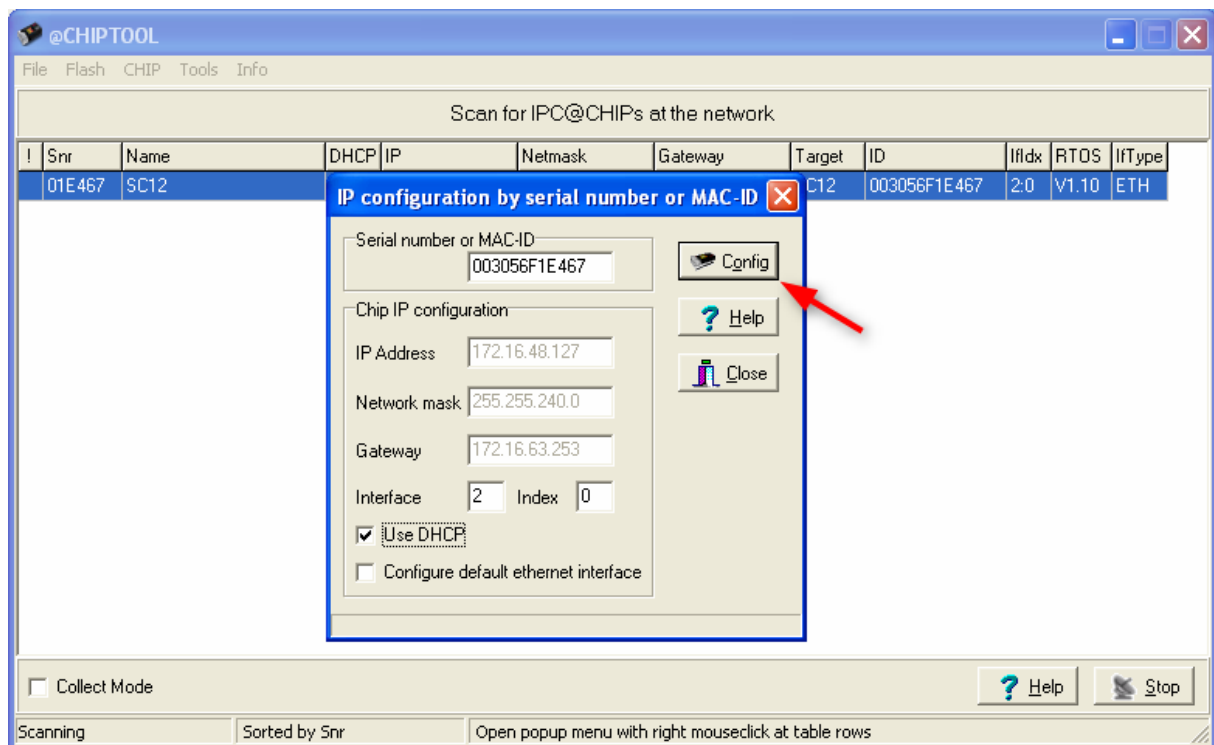 @CHIPTOOL
File Flash CHIP Tools Info
Scan for IPC@CHIPs at the network
! Snr Name DHCP IP Netmask Gateway Target ID IfIdx RTOS IfType
01E467 SC12 C12 003056F1E467 2:0 V1.10 ETH
IP configuration by serial number or MAC-ID
Serial number or MAC-ID
003056F1E467
Config
Chip IP configuration
Help
IP Address 172.16.48.127
Close
Network mask 255.255.240.0
Gateway 172.16.63.253
Interface 2 Index 0
Use DHCP
Configure default ethernet interface
Collect Mode
Help Stop
Scanning Sorted by Snr Open popup menu with right mouseclick at table rows